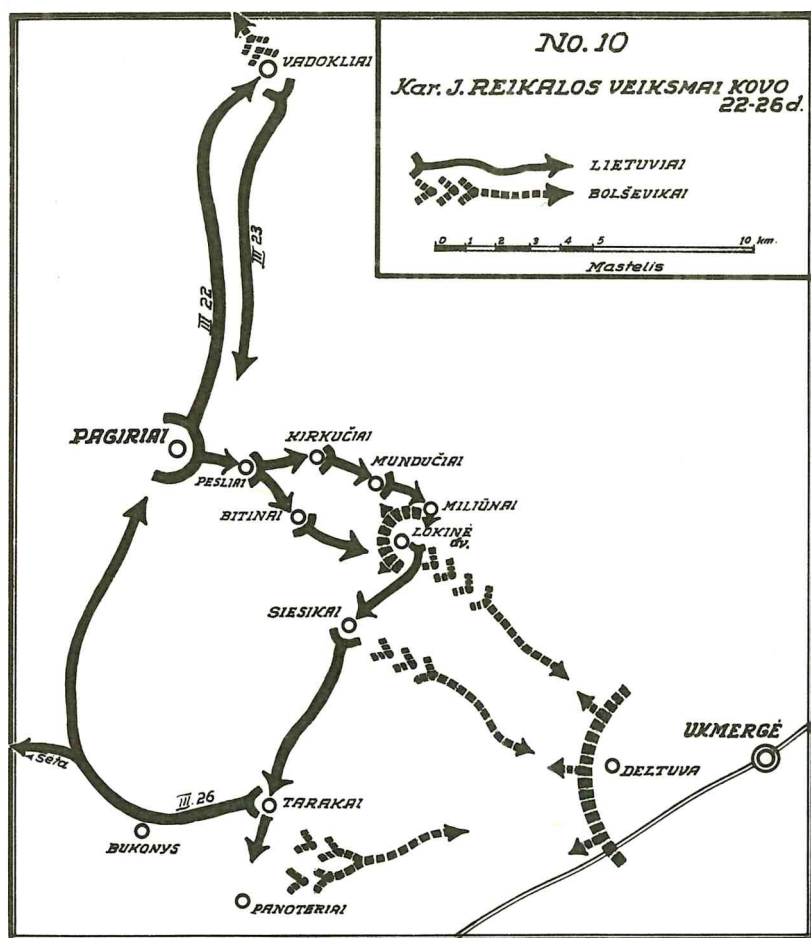 No. 10
Kar. J. REIKALOS VEIKSMAI KOVO
22-26 d.
LIETUVIAI
BOLŠEVIKAI
0 1 2 3 4 5 10 km.
Mastelis
VADOKLIAI
III 23
III 22
PAGIRIAI
KIRKUČIAI
PESLIAI
MUNDUČIAI
BITINAI
MILIŪNAI
LOKINĖ
dv.
SIESIKAI
UKMERGĖ
DELTUVA
Seta
III. 26
TARAKAI
BUKONYS
PANOTERIAI